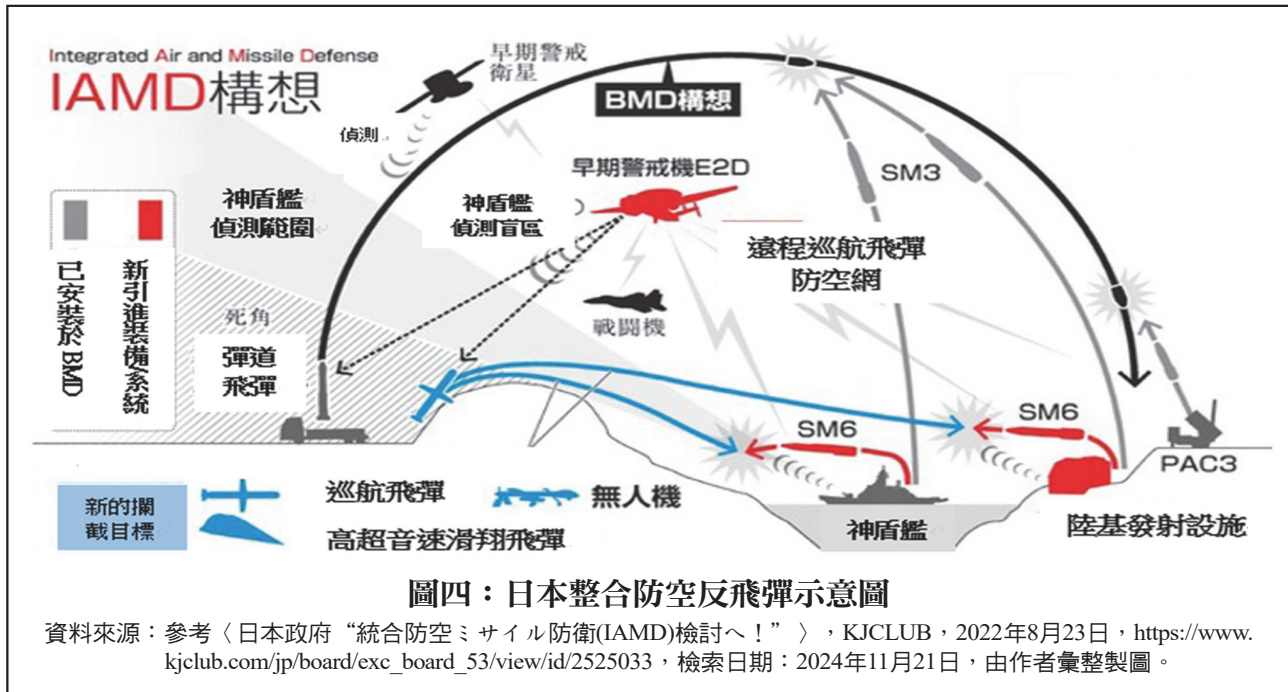 Integrated Air and Missile Defense
IAMD構想
早期警戒
衛星
偵測
BMD構想
早期警戒機E2D
SM3
神盾艦
偵測範圍
神盾艦
偵測盲區
遠程巡航飛彈
防空網
已安裝於 BMD
新引進裝備/系統
死角
彈道
飛彈
戰闘機
SM6
SM6
PAC3
新的攔
截目標
巡航飛彈
無人機
高超音速滑翔飛彈
神盾艦
陸基發射設施
圖四：日本整合防空反飛彈示意圖
資料來源：參考〈日本政府“統合防空ミサイル防衛(IAMD)檢討へ！”〉，KJCLUB，2022年8月23日，https://www.
kjclub.com/jp/board/exc_board_53/view/id/2525033，檢索日期：2024年11月21日，由作者彙整製圖。